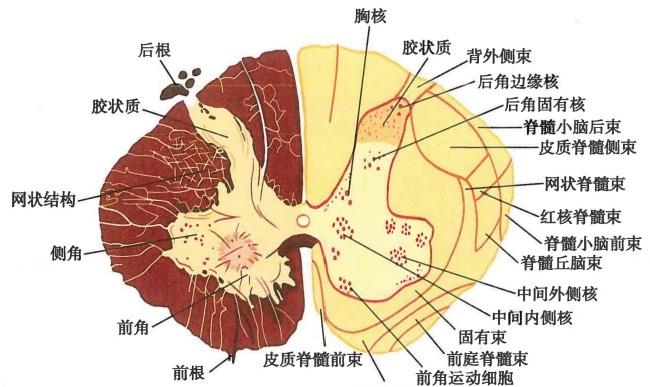 胸核
后根
胶状质
背外侧束
后角边缘核
胶状质
后角固有核
脊髓小脑后束
皮质脊髓侧束
网状脊髓束
网状结构
红核脊髓束
侧角
脊髓小脑前束
脊髓丘脑束
中间外侧核
前角
中间内侧核
固有束
前根
皮质脊髓前束
前庭脊髓束
前角运动细胞